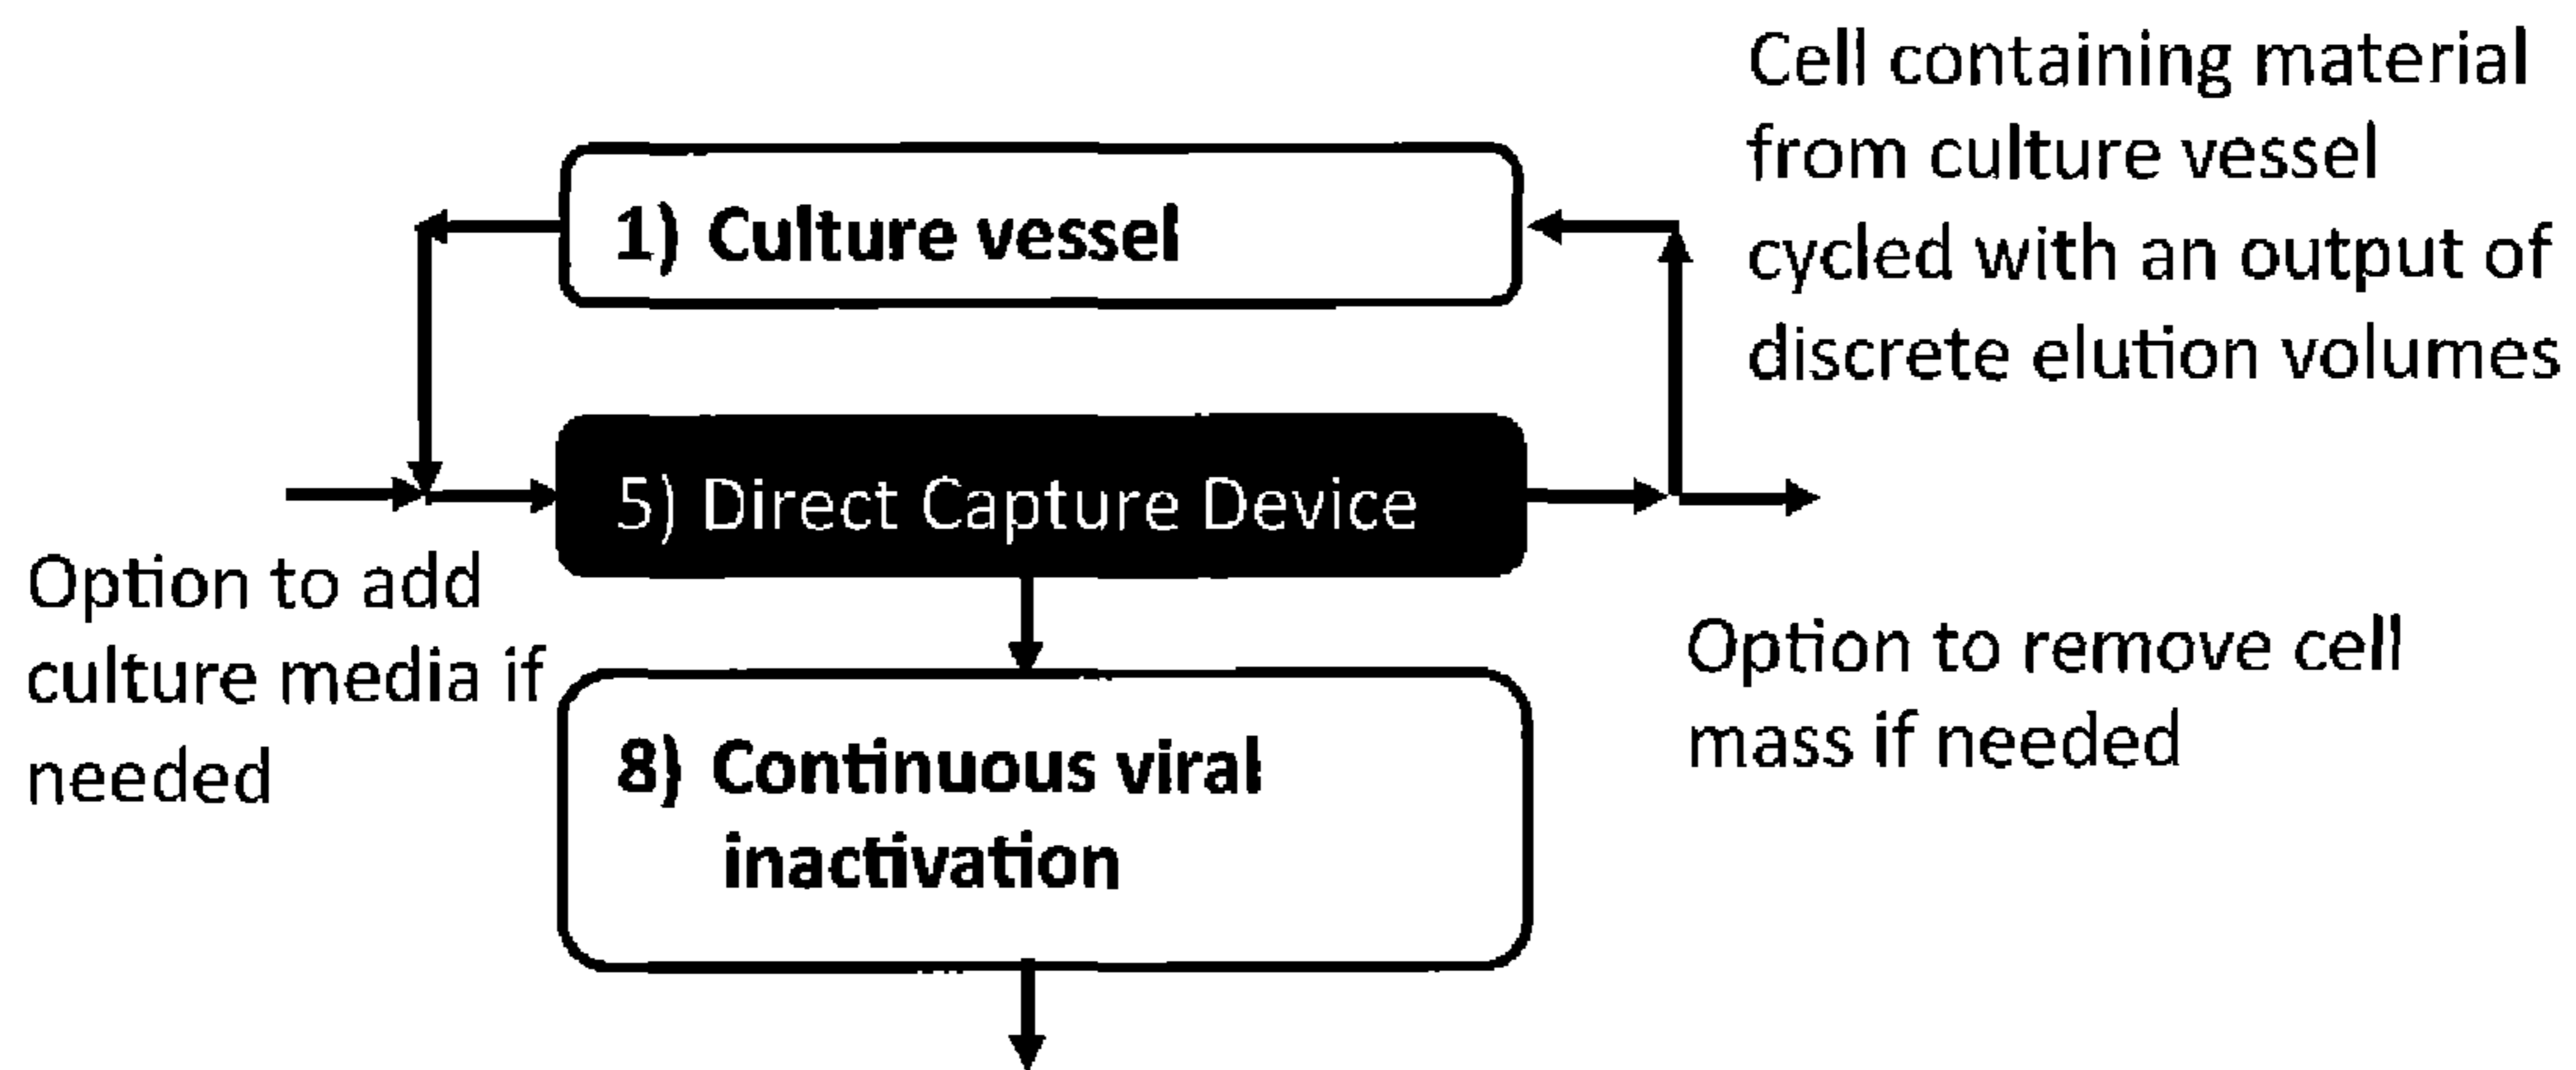 Cell containing material
from culture vessel
cycled with an output of
discrete elution volumes
1) Culture vessel
5) Direct Capture Device
Option to add
culture media if
needed
Option to remove cell
mass if needed
8) Continuous viral
inactivation